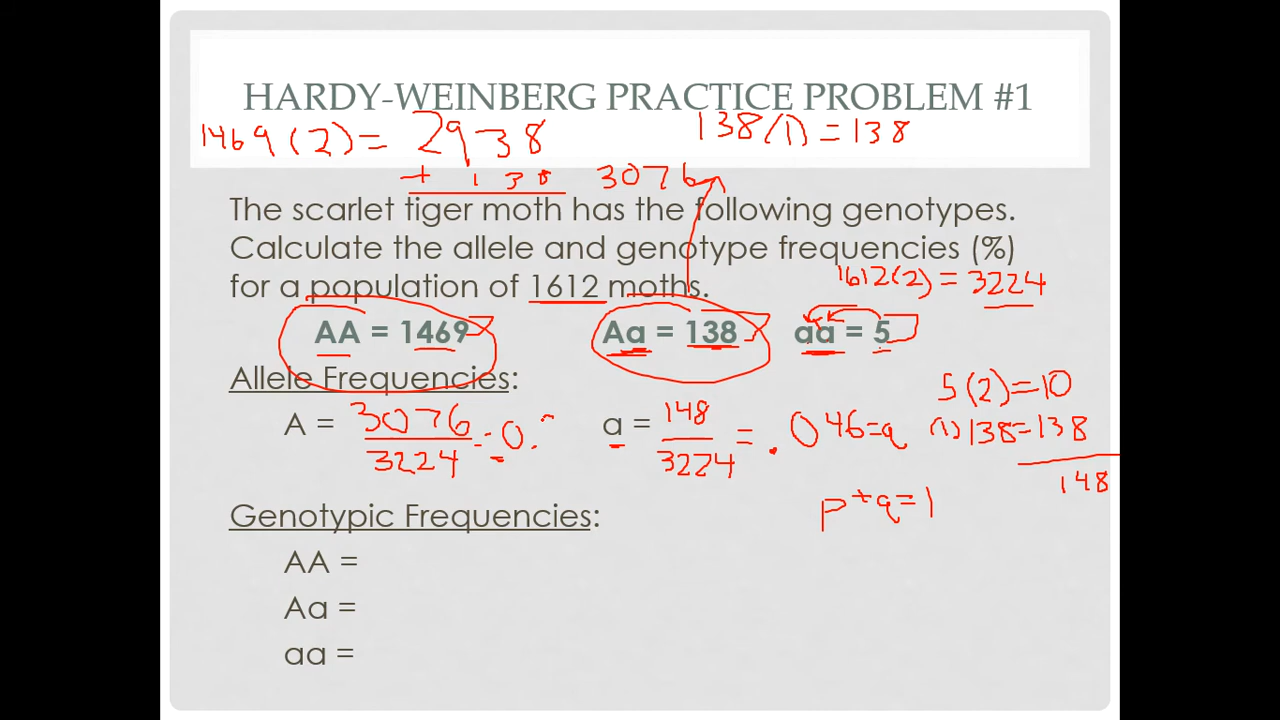 HARDY-WEINBERG PRACTICE PROBLEM #1
1469(2)= 2938
138(1)=138
+ 138
3076
The scarlet tiger moth has the following genotypes.
Calculate the allele and genotype frequencies (%)
for a population of 1612 moths.
1612(2)=3224
AA = 1469 Aa = 138 aa = 5
Allele Frequencies:
5(2)=10
A = 3076/3224 =0.
a = 148/3224 = .046=q
(1)138=138
148
p+q=1
Genotypic Frequencies:
AA =
Aa =
aa =